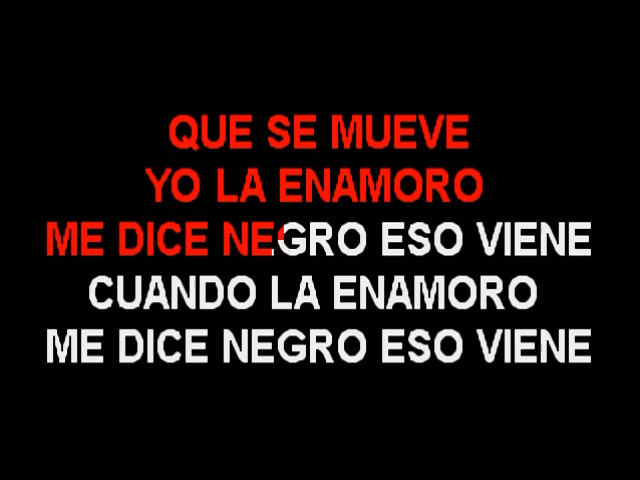 QUE SE MUEVE
YO LA ENAMORO
ME DICE NEGRO ESO VIENE
CUANDO LA ENAMORO
ME DICE NEGRO ESO VIENE